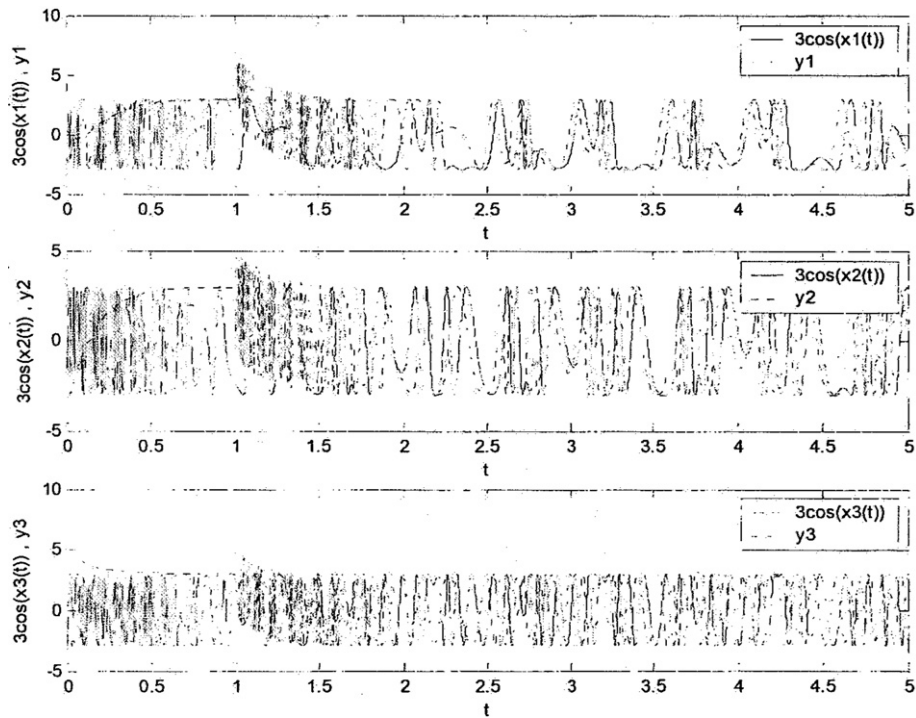 10
5
0
-5
3cos(x1(t)) , y1
3cos(x1(t))
y1
0 0.5 1 1.5 2 2.5 3 3.5 4 4.5 5
t
5
0
-5
3cos(x2(t)) , y2
3cos(x2(t))
y2
0 0.5 1 1.5 2 2.5 3 3.5 4 4.5 5
t
10
5
0
-5
3cos(x3(t)) , y3
3cos(x3(t))
y3
0 0.5 1 1.5 2 2.5 3 3.5 4 4.5 5
t